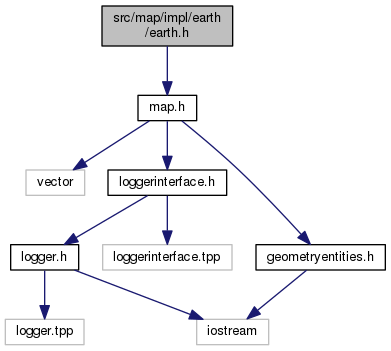 src/map/impl/earth
/earth.h
map.h
vector
loggerinterface.h
logger.h
loggerinterface.tpp
geometryentities.h
logger.tpp
iostream